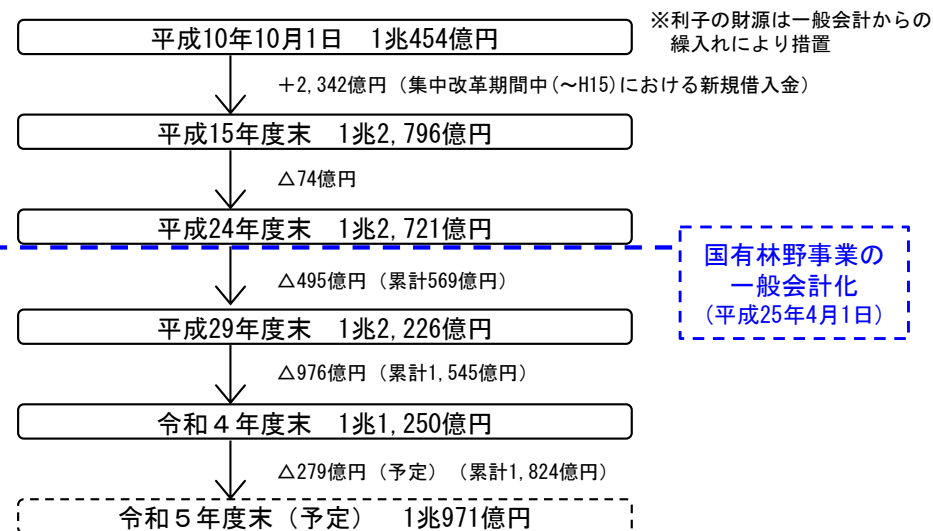 平成10年10月1日　1兆454億円
※利子の財源は一般会計からの
繰入れにより措置
＋2,342億円（集中改革期間中（～H15）における新規借入金）
平成15年度末　1兆2,796億円
△74億円
平成24年度末　1兆2,721億円
国有林野事業の
一般会計化
（平成25年4月1日）
△495億円（累計569億円）
平成29年度末　1兆2,226億円
△976億円（累計1,545億円）
令和４年度末　1兆1,250億円
△279億円（予定）（累計1,824億円）
令和５年度末（予定）　1兆971億円